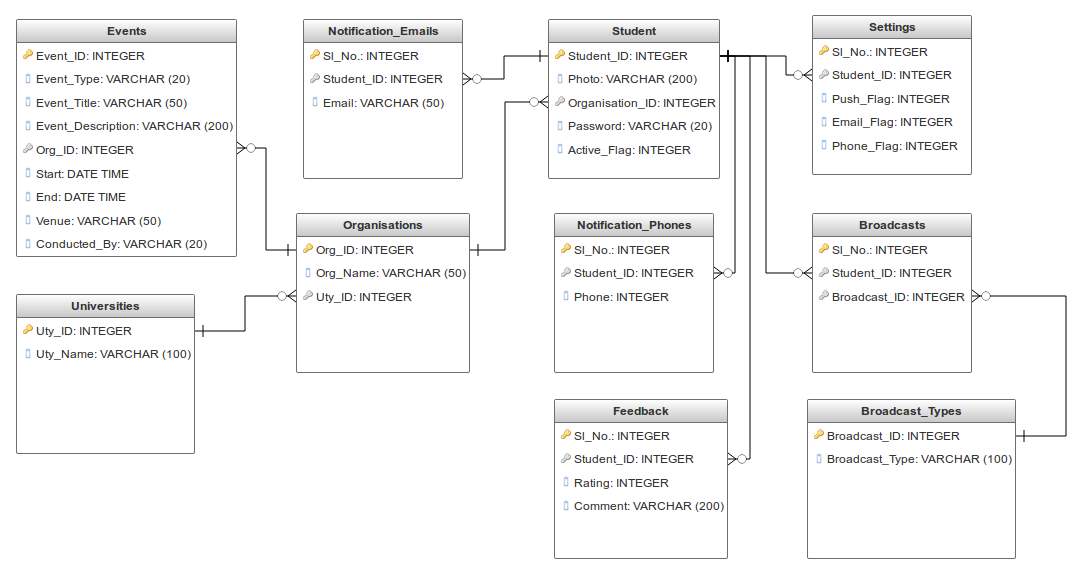 Events
Event_ID: INTEGER
Event_Type: VARCHAR (20)
Event_Title: VARCHAR (50)
Event_Description: VARCHAR (200)
Org_ID: INTEGER
Start: DATE TIME
End: DATE TIME
Venue: VARCHAR (50)
Conducted_By: VARCHAR (20)
Notification_Emails
Sl_No.: INTEGER
Student_ID: INTEGER
Email: VARCHAR (50)
Student
Student_ID: INTEGER
Photo: VARCHAR (200)
Organisation_ID: INTEGER
Password: VARCHAR (20)
Active_Flag: INTEGER
Settings
Sl_No.: INTEGER
Student_ID: INTEGER
Push_Flag: INTEGER
Email_Flag: INTEGER
Phone_Flag: INTEGER
Organisations
Org_ID: INTEGER
Org_Name: VARCHAR (50)
Uty_ID: INTEGER
Notification_Phones
Sl_No.: INTEGER
Student_ID: INTEGER
Phone: INTEGER
Broadcasts
Sl_No.: INTEGER
Student_ID: INTEGER
Broadcast_ID: INTEGER
Universities
Uty_ID: INTEGER
Uty_Name: VARCHAR (100)
Feedback
Sl_No.: INTEGER
Student_ID: INTEGER
Rating: INTEGER
Comment: VARCHAR (200)
Broadcast_Types
Broadcast_ID: INTEGER
Broadcast_Type: VARCHAR (100)